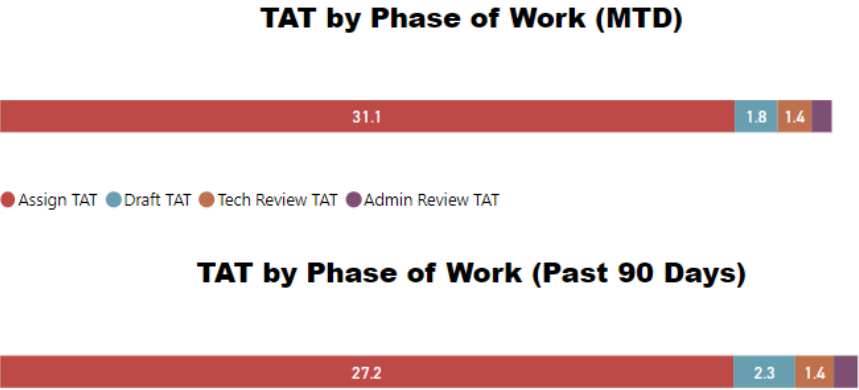 TAT by Phase of Work (MTD)
31.1 1.8 1.4
Assign TAT Draft TAT Tech Review TAT Admin Review TAT
TAT by Phase of Work (Past 90 Days)
27.2 2.3 1.4